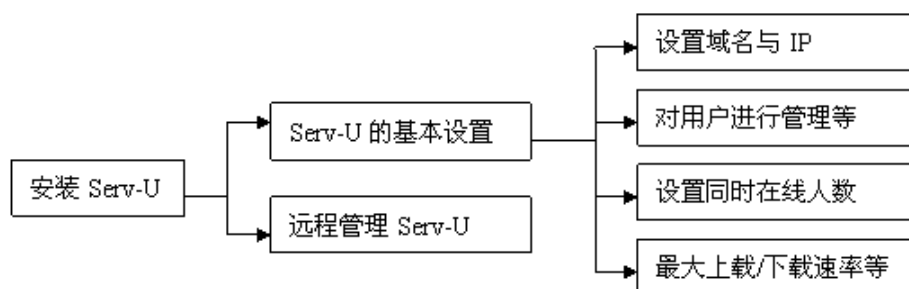 安装 Serv-U
Serv-U 的基本设置
远程管理 Serv-U
设置域名与 IP
对用户进行管理等
设置同时在线人数
最大上载/下载速率等